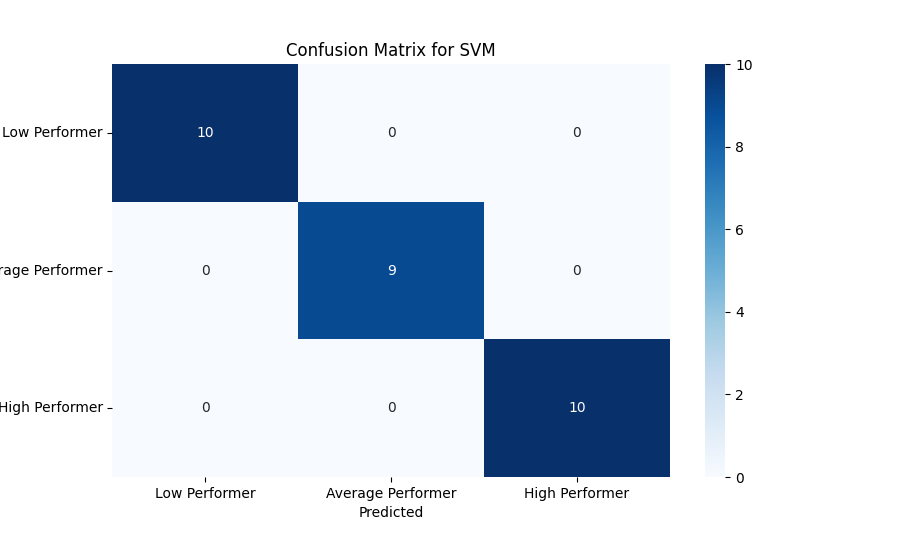 Confusion Matrix for SVM
Low Performer
10
0
0
10
8
6
4
2
0
rage Performer
0
9
0
High Performer
0
0
10
Low Performer
Average Performer
High Performer
Predicted